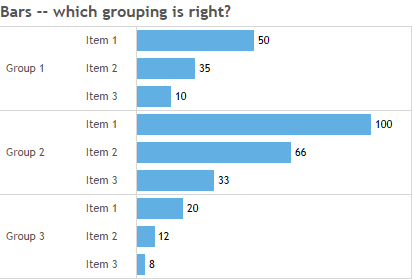 Bars -- which grouping is right?
Item 1 50
Group 1 Item 2 35
Item 3 10
Item 1 100
Group 2 Item 2 66
Item 3 33
Item 1 20
Group 3 Item 2 12
Item 3 8